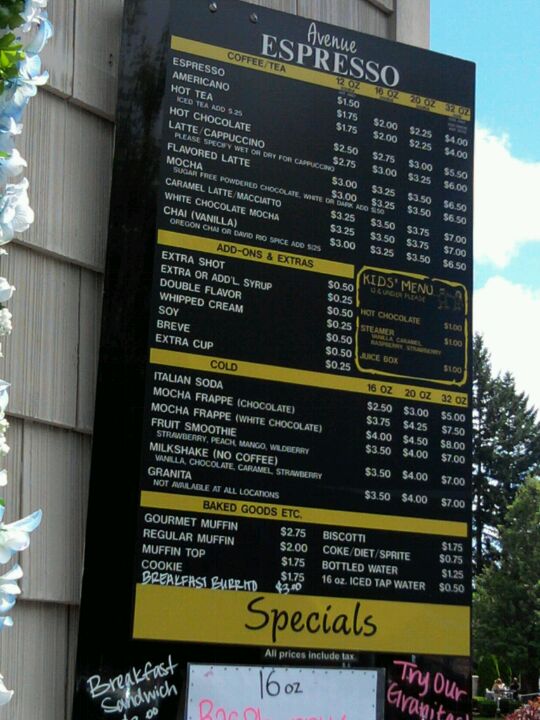 Avenue
ESPRESSO
COFFEE/TEA 12 OZ 16 OZ 20 OZ 32 OZ
ESPRESSO $1.50
AMERICANO $1.75 $2.00 $2.25 $4.00
HOT TEA $1.75 $2.00 $2.25 $4.00
ICED TEA ADD $.25
HOT CHOCOLATE $2.50 $2.75 $3.00 $5.50
LATTE/CAPPUCCINO $2.75 $3.00 $3.25 $6.00
PLEASE SPECIFY WET OR DRY FOR CAPPUCCINO
FLAVORED LATTE $3.00 $3.25 $3.50 $6.50
MOCHA $3.00 $3.25 $3.50 $6.50
SUGAR FREE POWDERED CHOCOLATE, WHITE OR DARK ADD $.50
CARAMEL LATTE/MACCIATTO $3.25 $3.50 $3.75 $7.00
WHITE CHOCOLATE MOCHA $3.25 $3.50 $3.75 $7.00
CHAI (VANILLA) $3.00 $3.25 $3.50 $6.50
OREGON CHAI OR DAVID RIO SPICE ADD $.25
ADD-ONS & EXTRAS
EXTRA SHOT $0.50
EXTRA OR ADD'L. SYRUP $0.25
DOUBLE FLAVOR $0.50
WHIPPED CREAM $0.25
SOY $0.50
BREVE $0.50
EXTRA CUP $0.25
KIDS' MENU
12 & UNDER PLEASE
HOT CHOCOLATE $1.00
STEAMER $1.00
VANILLA, CARAMEL,
RASPBERRY, STRAWBERRY
JUICE BOX $1.00
COLD 16 OZ 20 OZ 32 OZ
ITALIAN SODA $2.50 $3.00 $5.00
MOCHA FRAPPE (CHOCOLATE) $3.75 $4.25 $7.50
MOCHA FRAPPE (WHITE CHOCOLATE) $4.00 $4.50 $8.00
FRUIT SMOOTHIE $3.50 $4.00 $7.00
STRAWBERRY, PEACH, MANGO, WILDBERRY
MILKSHAKE (NO COFFEE) $3.50 $4.00 $7.00
VANILLA, CHOCOLATE, CARAMEL, STRAWBERRY
GRANITA $3.50 $4.00 $7.00
NOT AVAILABLE AT ALL LOCATIONS
BAKED GOODS ETC.
GOURMET MUFFIN $2.75
REGULAR MUFFIN $2.00
MUFFIN TOP $1.75
COOKIE $1.75
BREAKFAST BURRITO $3.00
BISCOTTI $1.75
COKE/DIET/SPRITE $0.75
BOTTLED WATER $1.25
16 oz. ICED TAP WATER $0.50
Specials
All prices include tax.
Breakfast
Sandwich
16 oz
Try Our
Granitas